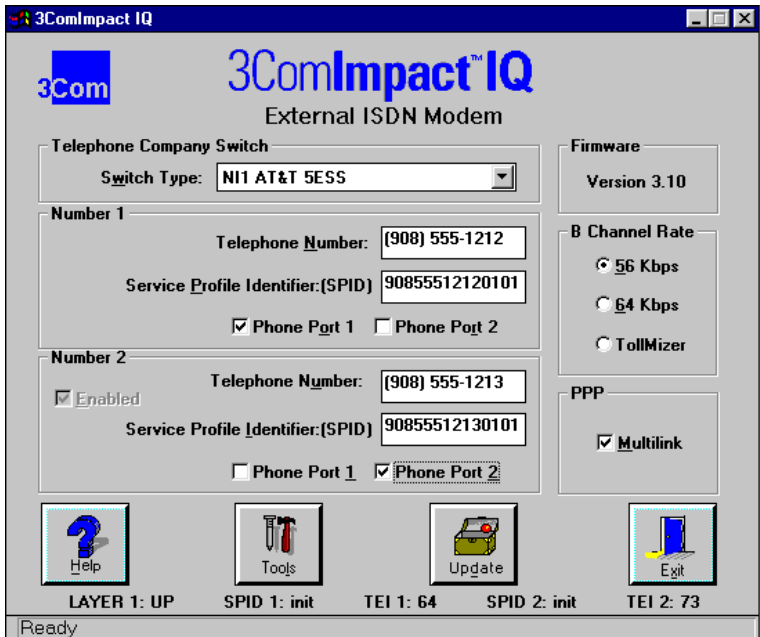 3ComImpact IQ
3Com
3ComImpact™IQ
External ISDN Modem
Telephone Company Switch
Switch Type: NI1 AT&T 5ESS
Firmware
Version 3.10
Number 1
Telephone Number: (908) 555-1212
Service Profile Identifier:(SPID) 90855512120101
Phone Port 1 Phone Port 2
B Channel Rate
56 Kbps
64 Kbps
TollMizer
Number 2
Enabled
Telephone Number: (908) 555-1213
Service Profile Identifier:(SPID) 90855512130101
Phone Port 1 Phone Port 2
PPP
Multilink
Help Tools Update Exit
LAYER 1: UP SPID 1: init TEI 1: 64 SPID 2: init TEI 2: 73
Ready